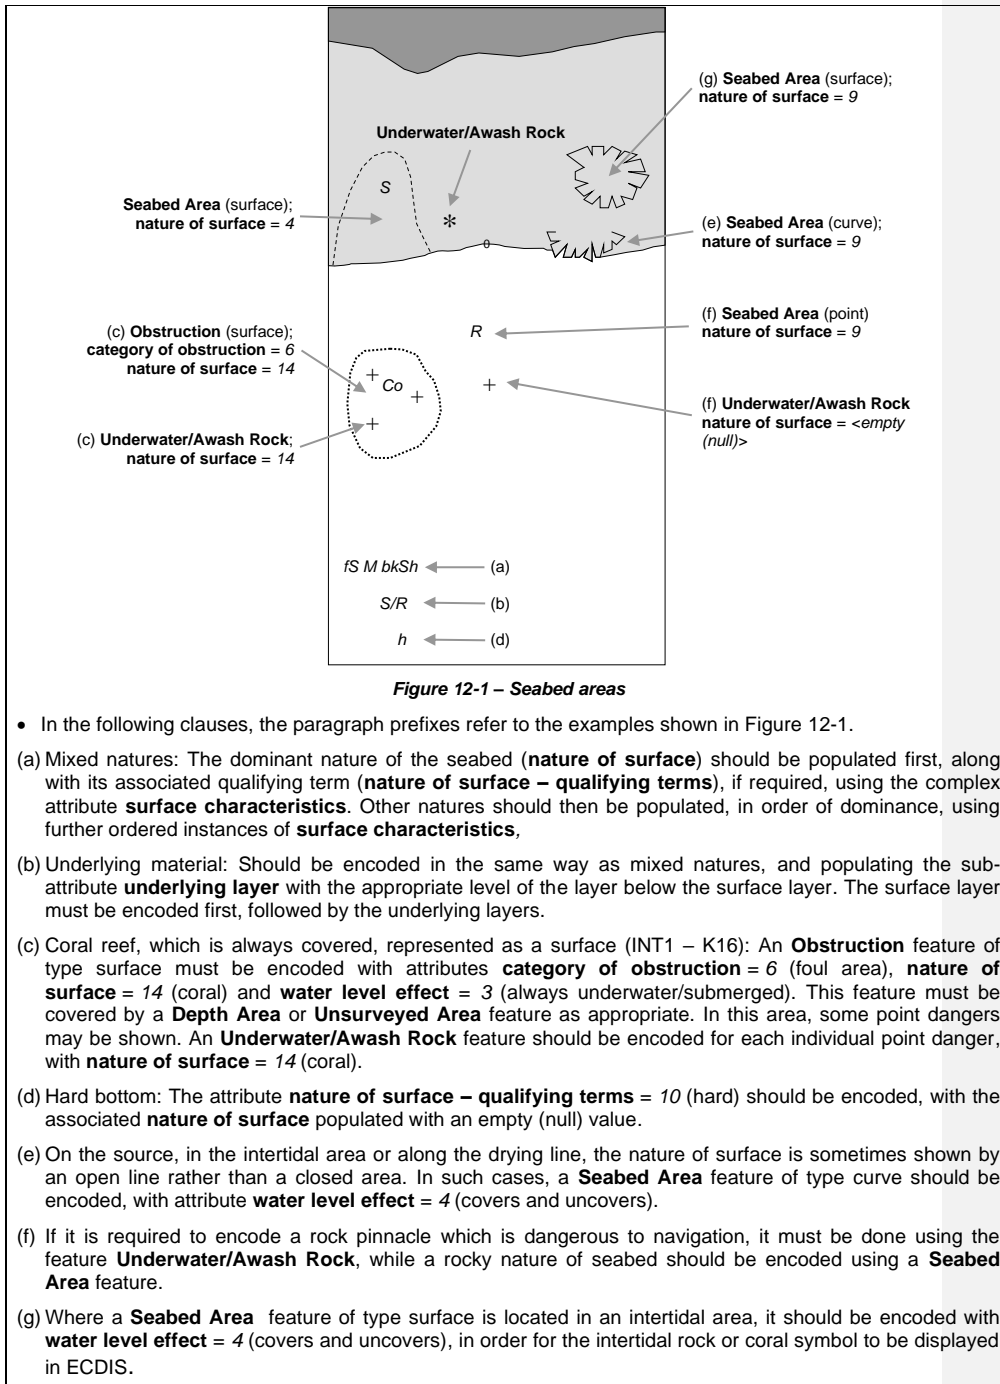 (g) Seabed Area (surface);
nature of surface = 9
Underwater/Awash Rock
S
Seabed Area (surface);
nature of surface = 4
*
(e) Seabed Area (curve);
nature of surface = 9
0
(f) Seabed Area (point)
nature of surface = 9
R
(c) Obstruction (surface);
category of obstruction = 6
nature of surface = 14
Co
(f) Underwater/Awash Rock
nature of surface = <empty
(null)>
(c) Underwater/Awash Rock;
nature of surface = 14
fS M bkSh (a)
S/R (b)
h (d)
Figure 12-1 – Seabed areas
• In the following clauses, the paragraph prefixes refer to the examples shown in Figure 12-1.
(a) Mixed natures: The dominant nature of the seabed (nature of surface) should be populated first, along
with its associated qualifying term (nature of surface – qualifying terms), if required, using the complex
attribute surface characteristics. Other natures should then be populated, in order of dominance, using
further ordered instances of surface characteristics,
(b) Underlying material: Should be encoded in the same way as mixed natures, and populating the sub-
attribute underlying layer with the appropriate level of the layer below the surface layer. The surface layer
must be encoded first, followed by the underlying layers.
(c) Coral reef, which is always covered, represented as a surface (INT1 – K16): An Obstruction feature of
type surface must be encoded with attributes category of obstruction = 6 (foul area), nature of
surface = 14 (coral) and water level effect = 3 (always underwater/submerged). This feature must be
covered by a Depth Area or Unsurveyed Area feature as appropriate. In this area, some point dangers
may be shown. An Underwater/Awash Rock feature should be encoded for each individual point danger,
with nature of surface = 14 (coral).
(d) Hard bottom: The attribute nature of surface – qualifying terms = 10 (hard) should be encoded, with the
associated nature of surface populated with an empty (null) value.
(e) On the source, in the intertidal area or along the drying line, the nature of surface is sometimes shown by
an open line rather than a closed area. In such cases, a Seabed Area feature of type curve should be
encoded, with attribute water level effect = 4 (covers and uncovers).
(f) If it is required to encode a rock pinnacle which is dangerous to navigation, it must be done using the
feature Underwater/Awash Rock, while a rocky nature of seabed should be encoded using a Seabed
Area feature.
(g) Where a Seabed Area feature of type surface is located in an intertidal area, it should be encoded with
water level effect = 4 (covers and uncovers), in order for the intertidal rock or coral symbol to be displayed
in ECDIS.